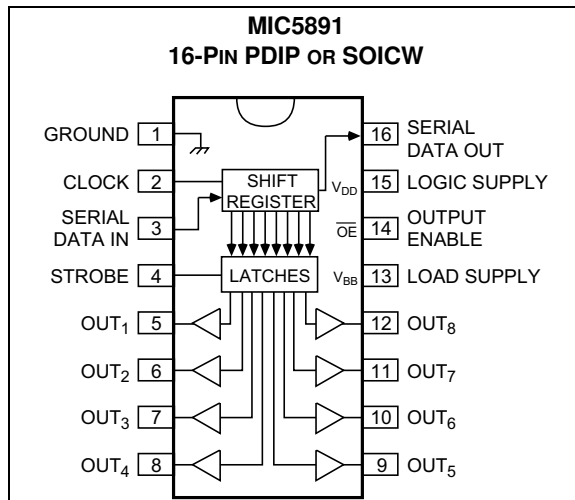 MIC5891
16-PIN PDIP OR SOICW
GROUND 1
CLOCK 2
SERIAL
DATA IN 3
STROBE 4
OUT1 5
OUT2 6
OUT3 7
OUT4 8
SHIFT
REGISTER
LATCHES
16 SERIAL
DATA OUT
VDD 15 LOGIC SUPPLY
OE 14 OUTPUT
ENABLE
VBB 13 LOAD SUPPLY
12 OUT8
11 OUT7
10 OUT6
9 OUT5